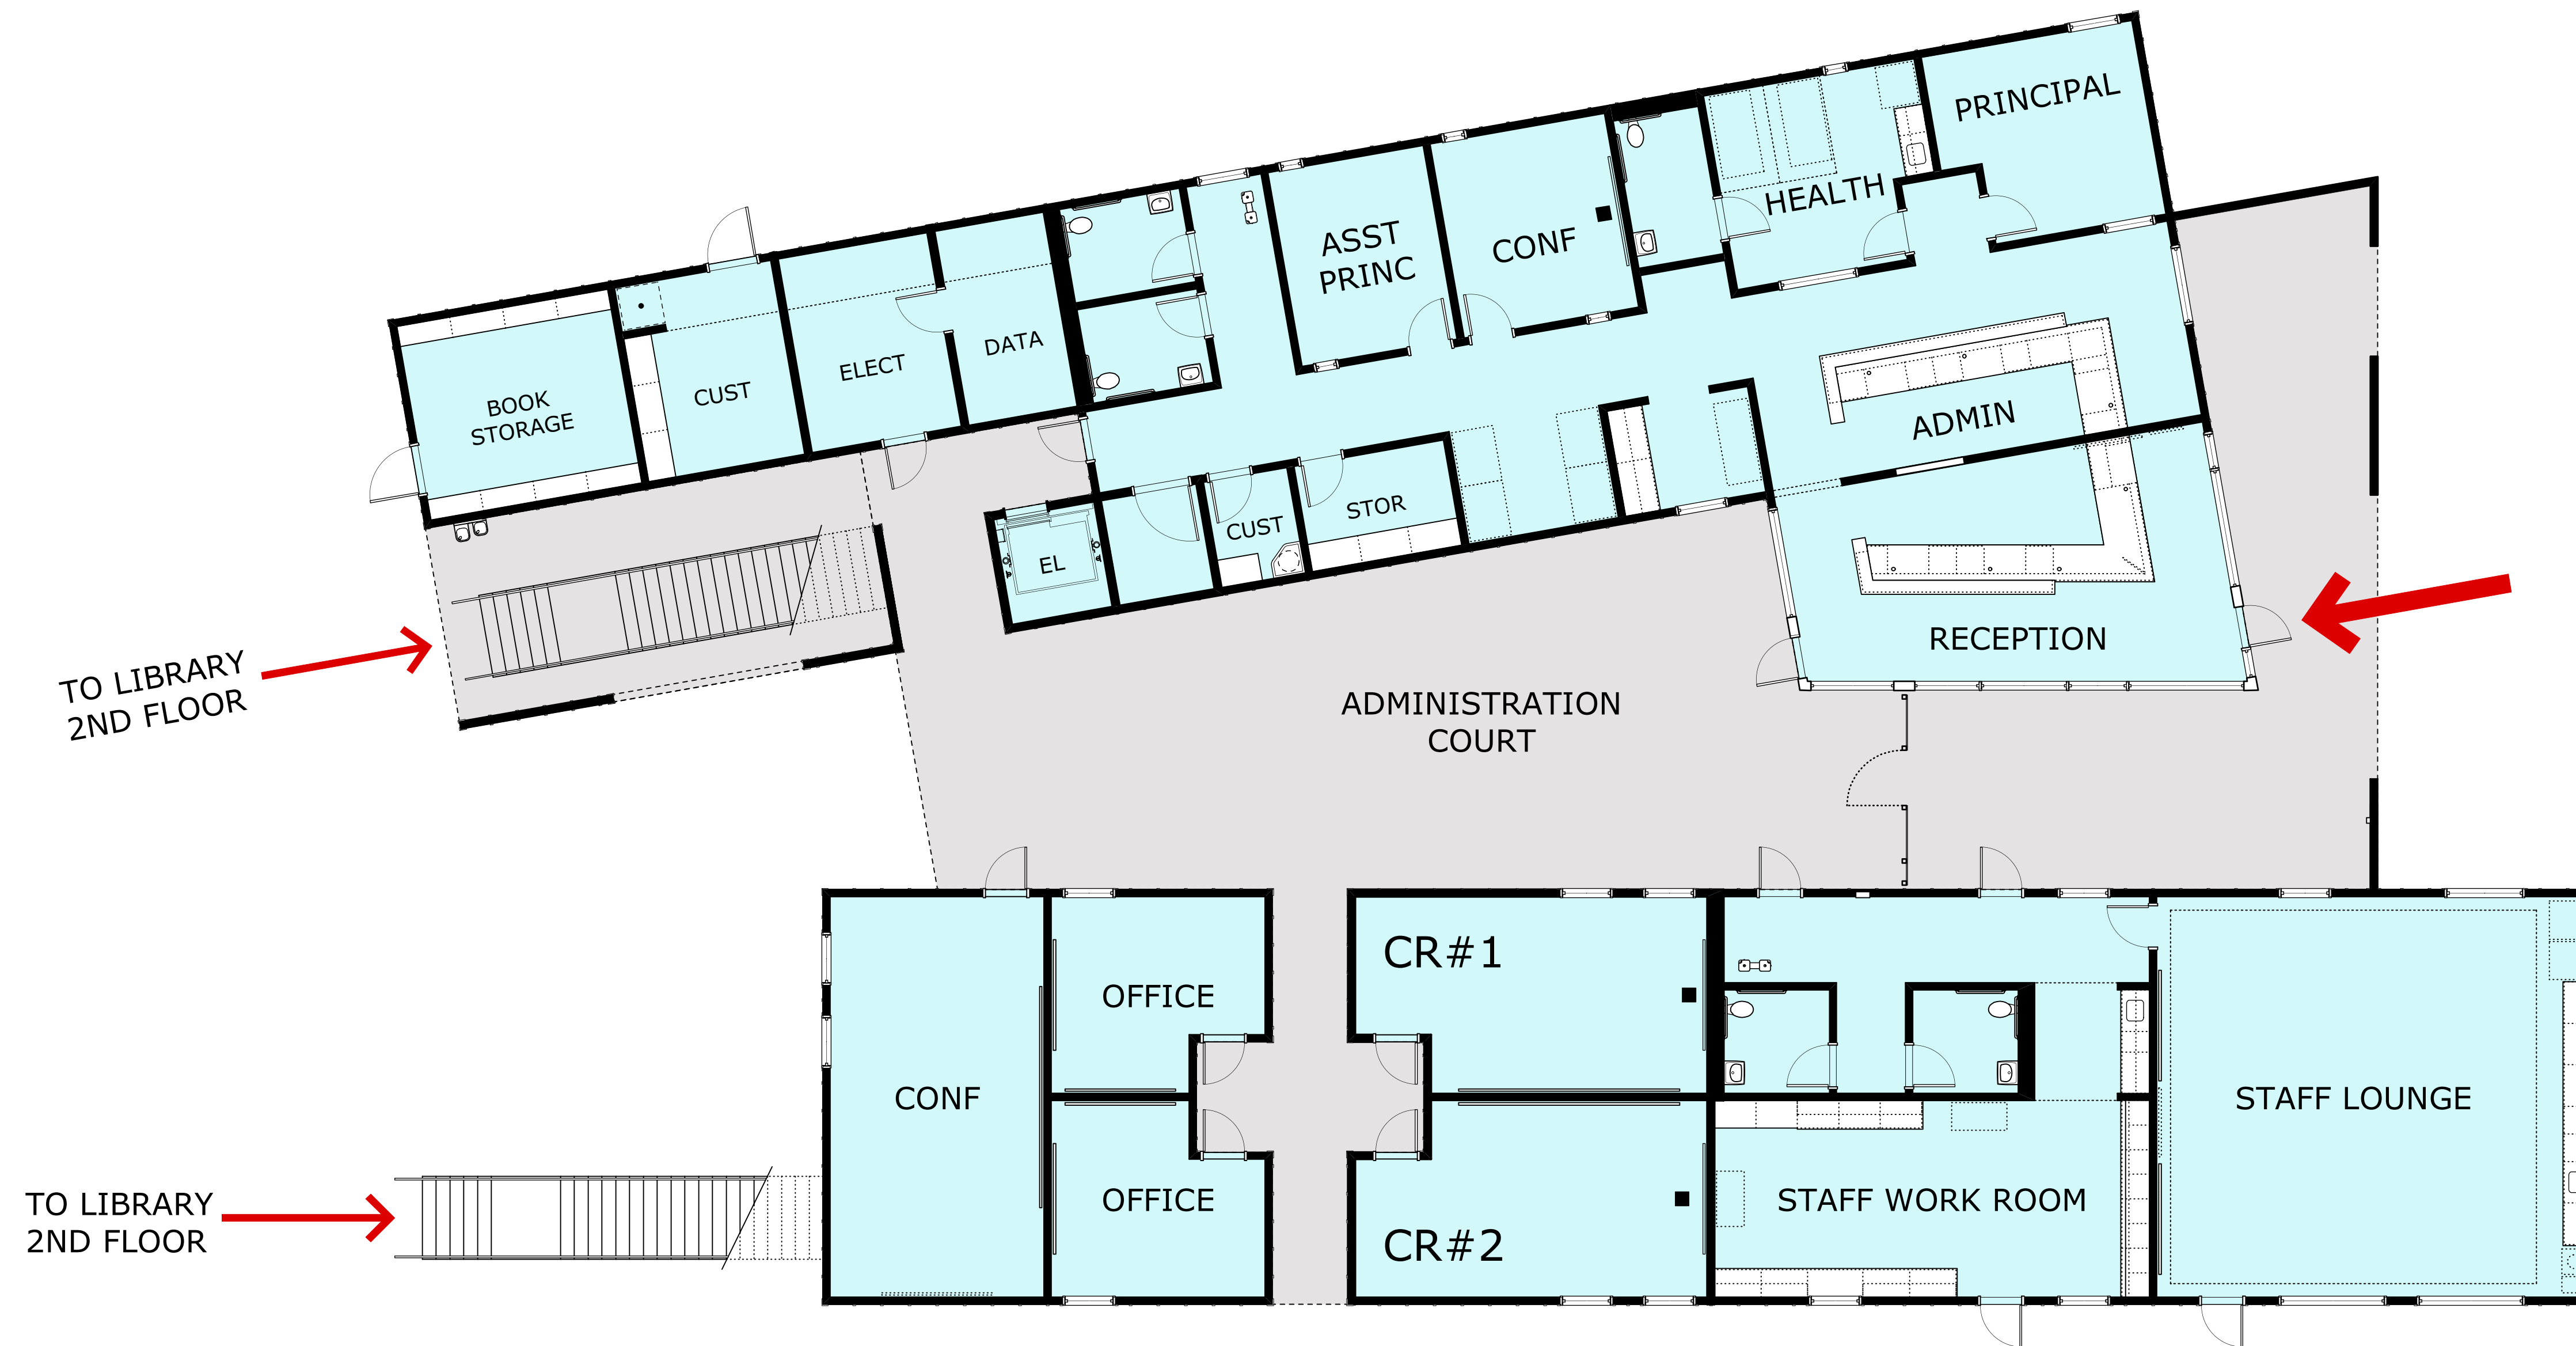 PRINCIPAL
HEALTH
ASST
PRINC
CONF
DATA
ELECT
CUST
BOOK
STORAGE
ADMIN
STOR
CUST
EL
RECEPTION
TO LIBRARY
2ND FLOOR
ADMINISTRATION
COURT
CR#1
OFFICE
CONF
STAFF LOUNGE
OFFICE
STAFF WORK ROOM
CR#2
TO LIBRARY
2ND FLOOR